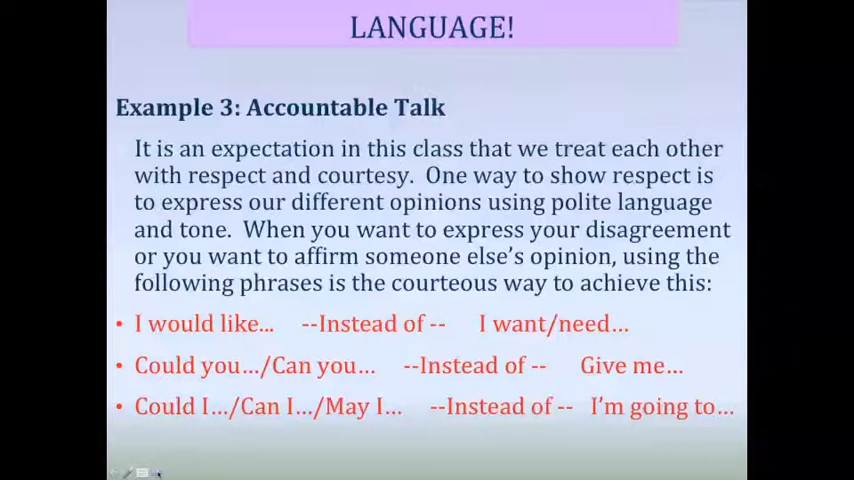 LANGUAGE!
Example 3: Accountable Talk
It is an expectation in this class that we treat each other
with respect and courtesy. One way to show respect is
to express our different opinions using polite language
and tone. When you want to express your disagreement
or you want to affirm someone else's opinion, using the
following phrases is the courteous way to achieve this:
• I would like... --Instead of -- I want/need…
• Could you…/Can you… --Instead of -- Give me…
• Could I…/Can I…/May I… --Instead of -- I'm going to…